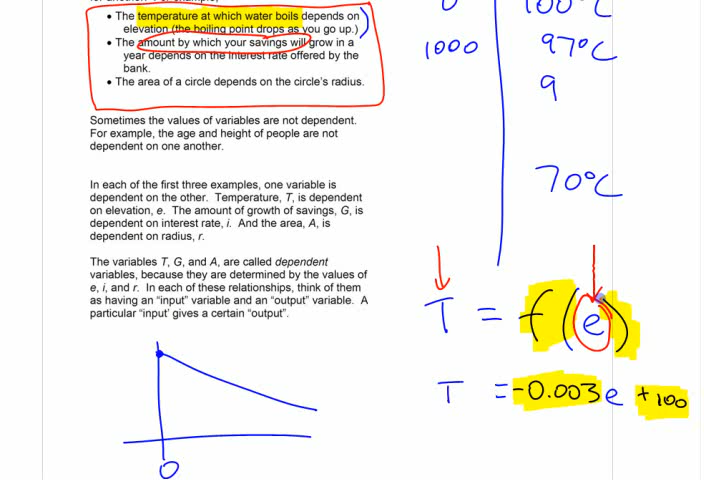 • The temperature at which water boils depends on
elevation (the boiling point drops as you go up.)
• The amount by which your savings will grow in a
year depends on the interest rate offered by the
bank.
• The area of a circle depends on the circle's radius.
Sometimes the values of variables are not dependent.
For example, the age and height of people are not
dependent on one another.
In each of the first three examples, one variable is
dependent on the other. Temperature, T, is dependent
on elevation, e. The amount of growth of savings, G, is
dependent on interest rate, i. And the area, A, is
dependent on radius, r.
The variables T, G, and A, are called dependent
variables, because they are determined by the values of
e, i, and r. In each of these relationships, think of them
as having an "input" variable and an "output" variable. A
particular "input' gives a certain "output".
0
0 100°C
1000 97°C
9
70°C
T = f(e)
T = -0.003e + 100